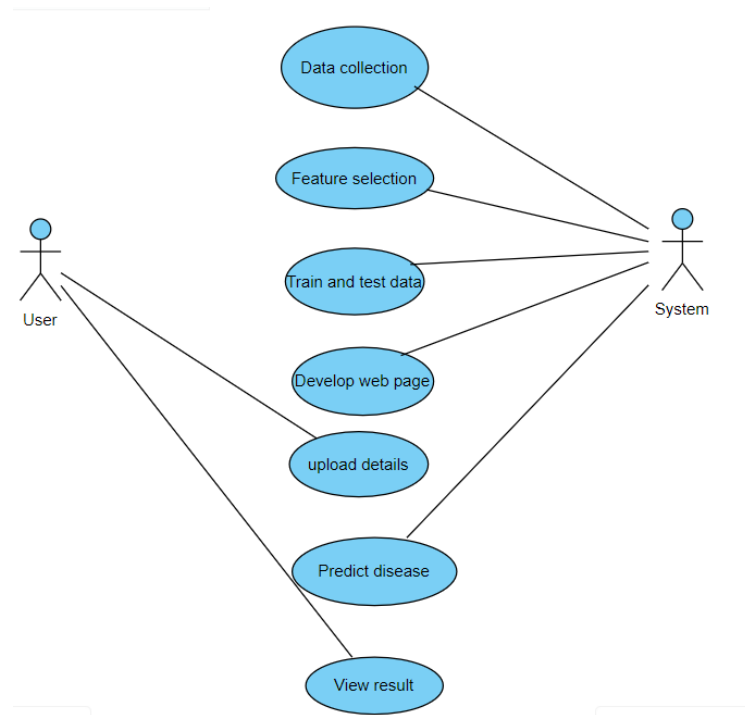 Data collection
Feature selection
Train and test data
User
System
Develop web page
upload details
Predict disease
View result